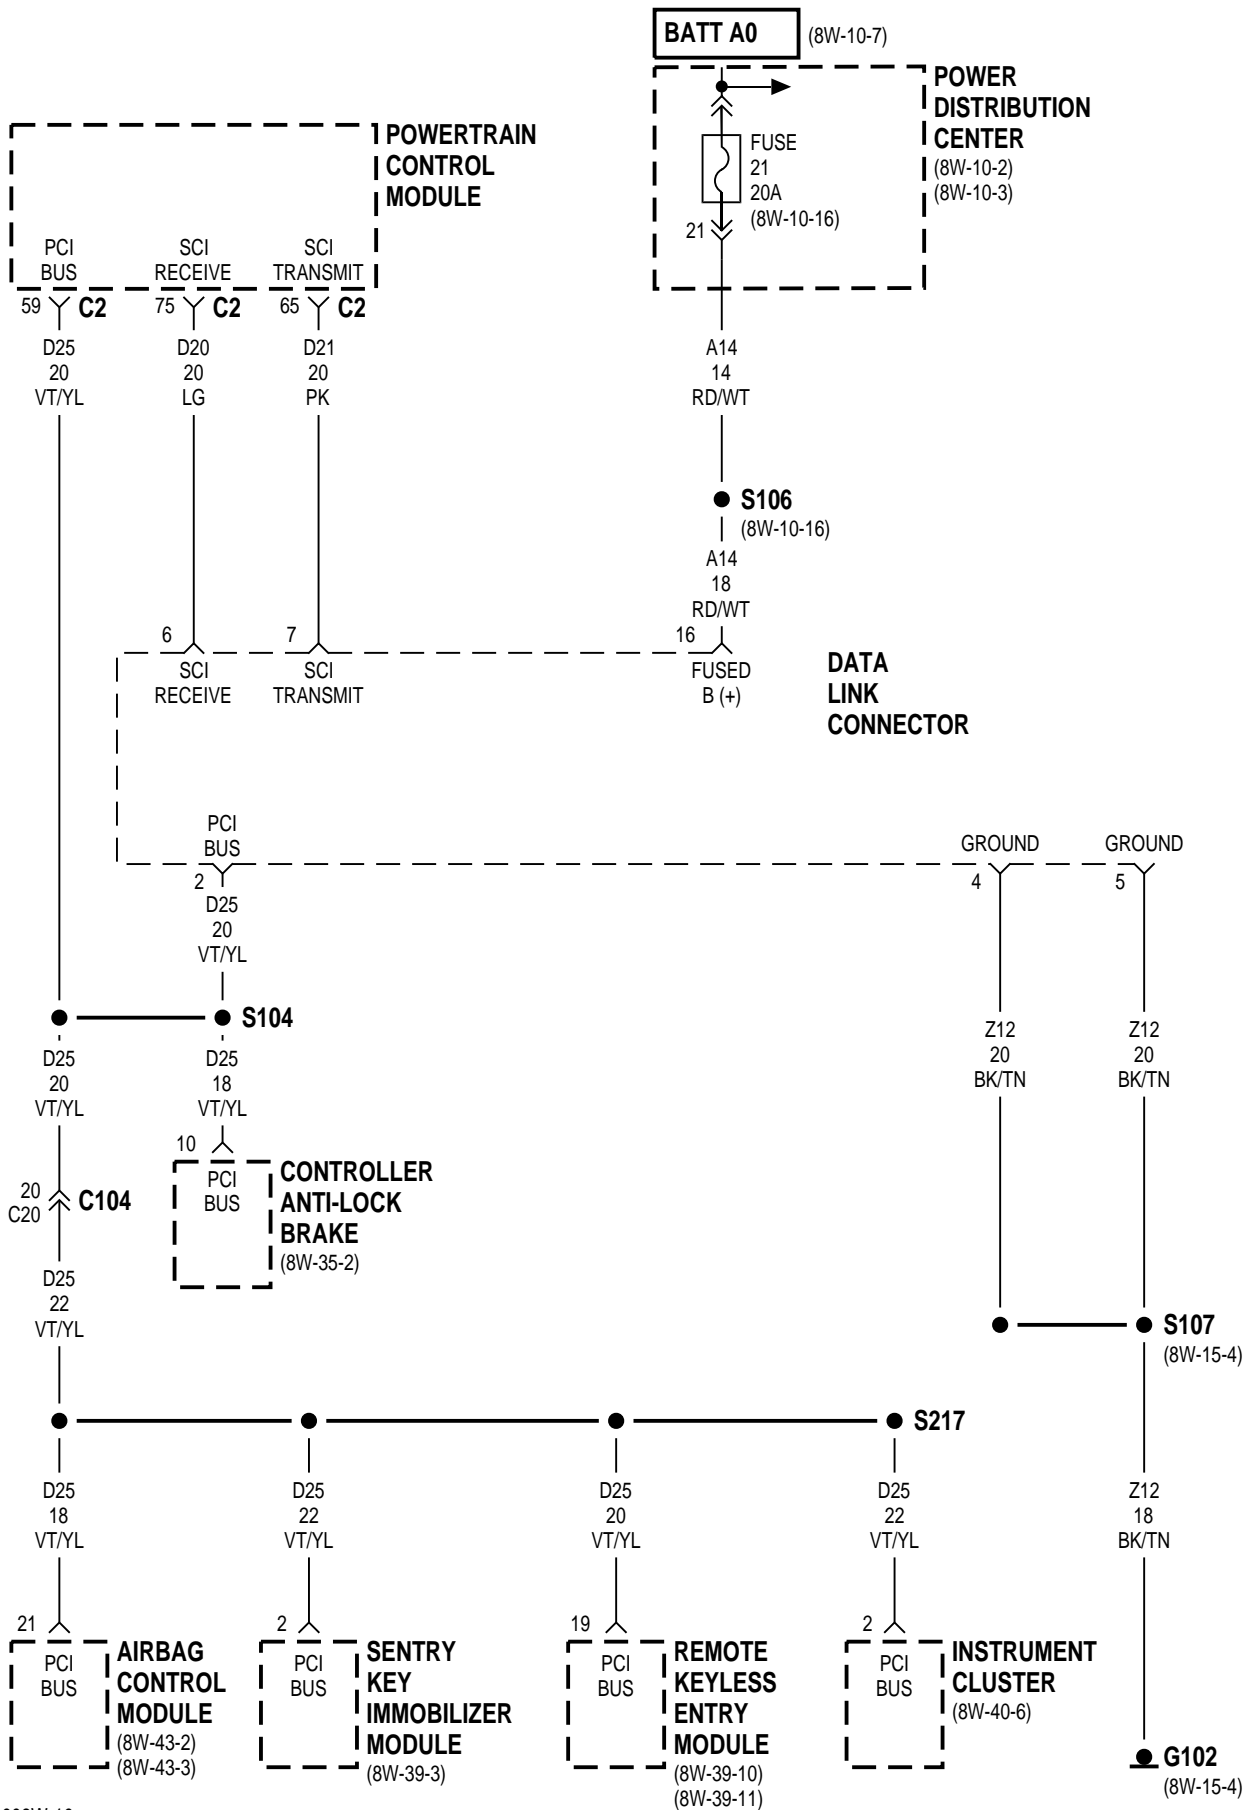 BATT A0
(8W-10-7)
POWER
DISTRIBUTION
CENTER
(8W-10-2)
(8W-10-3)
FUSE
21
20A
(8W-10-16)
21
POWERTRAIN
CONTROL
MODULE
PCI
BUS
SCI
RECEIVE
SCI
TRANSMIT
59 C2
75 C2
65 C2
D25
20
VT/YL
D20
20
LG
D21
20
PK
A14
14
RD/WT
S106
(8W-10-16)
A14
18
RD/WT
6
7
16
SCI
RECEIVE
SCI
TRANSMIT
FUSED
B (+)
DATA
LINK
CONNECTOR
PCI
BUS
GROUND
GROUND
2
4
5
D25
20
VT/YL
S104
D25
20
VT/YL
D25
18
VT/YL
Z12
20
BK/TN
Z12
20
BK/TN
10
PCI
BUS
CONTROLLER
ANTI-LOCK
BRAKE
(8W-35-2)
20
C20
C104
D25
22
VT/YL
S107
(8W-15-4)
S217
D25
18
VT/YL
D25
22
VT/YL
D25
20
VT/YL
D25
22
VT/YL
Z12
18
BK/TN
21
PCI
BUS
AIRBAG
CONTROL
MODULE
(8W-43-2)
(8W-43-3)
2
PCI
BUS
SENTRY
KEY
IMMOBILIZER
MODULE
(8W-39-3)
19
PCI
BUS
REMOTE
KEYLESS
ENTRY
MODULE
(8W-39-10)
(8W-39-11)
2
PCI
BUS
INSTRUMENT
CLUSTER
(8W-40-6)
G102
(8W-15-4)